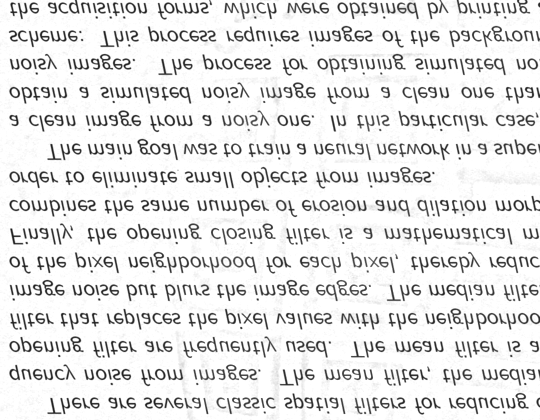 There are several classic spatial filters for reducing o
quency noise from images. The mean filter, the median
opening filter are frequently used. The mean filter is a
filter that replaces the pixel values with the neighborhoo
image noise but blurs the image edges. The median filte
of the pixel neighborhood for each pixel, thereby reduc
Finally, the opening closing filter is a mathematical m
combines the same number of erosion and dilation morp
order to eliminate small objects from images.
The main goal was to train a neural network in a super
a clean image from a noisy one. In this particular case,
obtain a simulated noisy image from a clean one than
noisy images. The process for obtaining simulated no
scheme: This process requires images of the backgroun
the acquisition forms, which were obtained by printing a